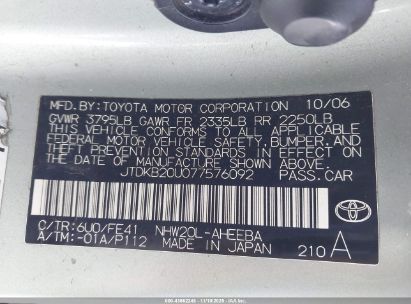 MFD.BY:TOYOTA MOTOR CORPORATION 10/06
GVWR 3795LB GAWR FR 2335LB RR 2250LB
THIS VEHICLE CONFORMS TO ALL APPLICABLE
FEDERAL MOTOR VEHICLE SAFETY, BUMPER, AND
THEFT PREVENTION STANDARDS IN EFFECT ON
THE DATE OF MANUFACTURE SHOWN ABOVE.
JTDKB20U077576092 PASS.CAR
C/TR:6U0/FE41 NHW20L-AHEEBA
A/TM:-01A/P112 MADE IN JAPAN
TOYOTA
210 A